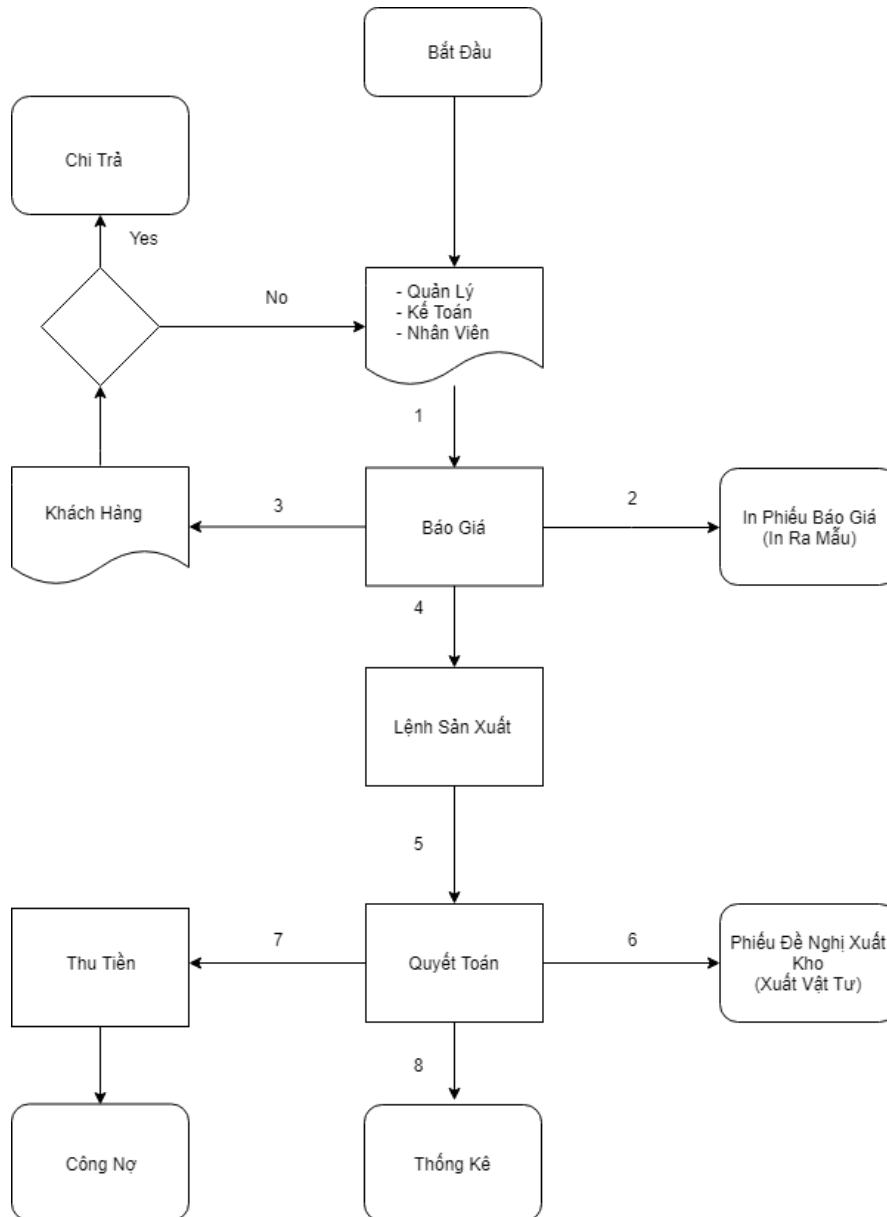 Bắt Đầu
Chi Trả
Yes
No
- Quản Lý
- Kế Toán
- Nhân Viên
1
Khách Hàng
3
Báo Giá
2
In Phiếu Báo Giá
(In Ra Mẫu)
4
Lệnh Sản Xuất
5
Thu Tiền
7
Quyết Toán
6
Phiếu Đề Nghị Xuất
Kho
(Xuất Vật Tư)
8
Công Nợ
Thống Kê